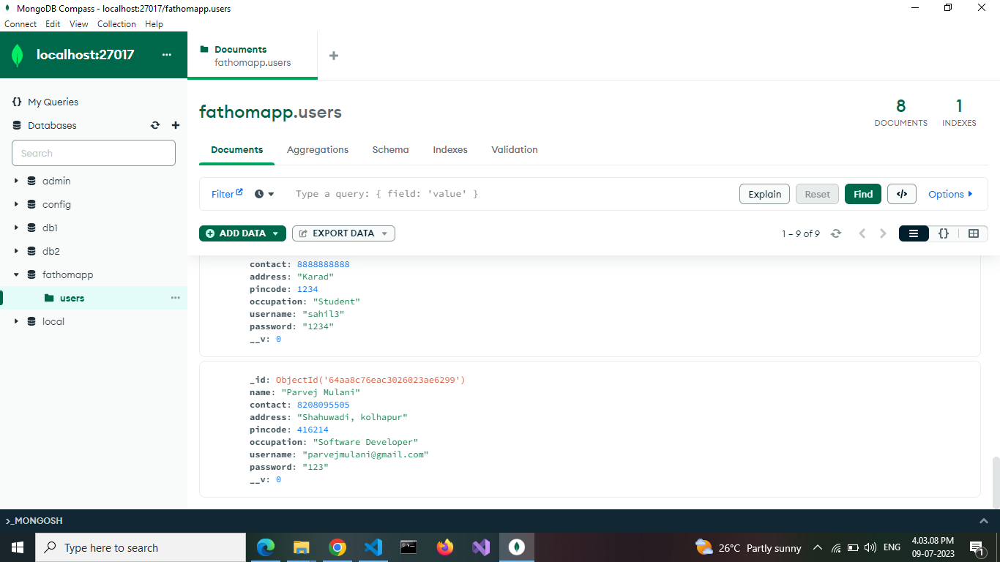 MongoDB Compass - localhost:27017/fathomapp.users
Connect Edit View Collection Help
localhost:27017
Documents
fathomapp.users
{} My Queries
Databases
Search
admin
config
db1
db2
fathomapp
users
local
fathomapp.users
8
DOCUMENTS
1
INDEXES
Documents Aggregations Schema Indexes Validation
Filter Type a query: { field: 'value' } Explain Reset Find </> Options
ADD DATA EXPORT DATA 1 – 9 of 9 {}
contact: 8888888888
address: "Karad"
pincode: 1234
occupation: "Student"
username: "sahil3"
password: "1234"
__v: 0
_id: ObjectId('64aa8c76eac3026023ae6299')
name: "Parvej Mulani"
contact: 8208095505
address: "Shahuwadi, kolhapur"
pincode: 416214
occupation: "Software Developer"
username: "parvejmulani@gmail.com"
password: "123"
__v: 0
>_MONGOSH
Type here to search
26°C Partly sunny
ENG
4.03.08 PM
09-07-2023
1